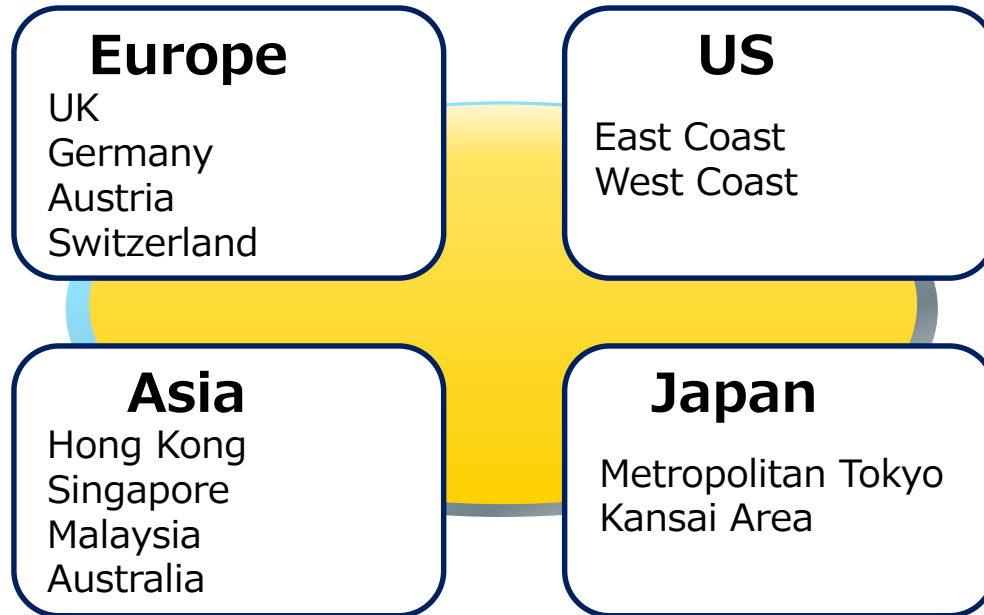 Europe
UK
Germany
Austria
Switzerland
US
East Coast
West Coast
Asia
Hong Kong
Singapore
Malaysia
Australia
Japan
Metropolitan Tokyo
Kansai Area